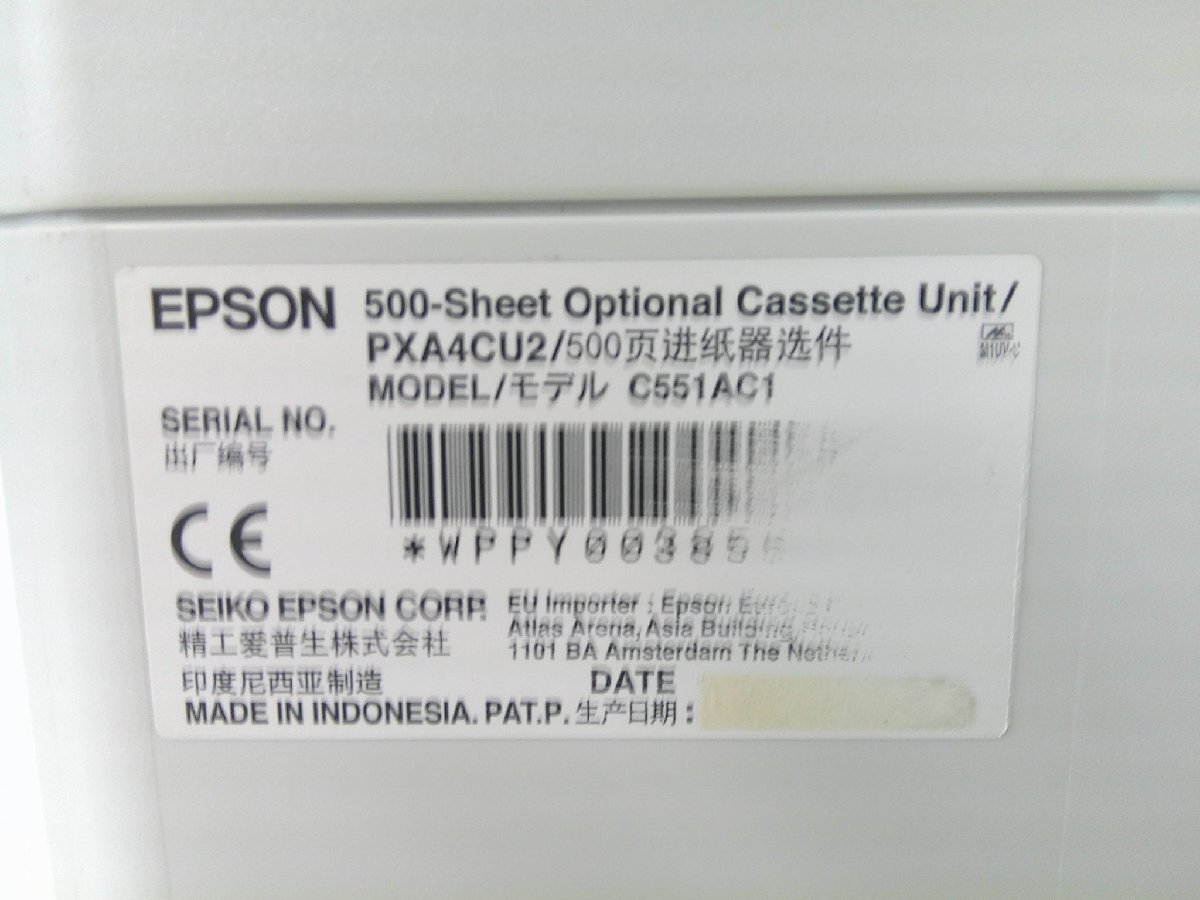 EPSON 500-Sheet Optional Cassette Unit/
PXA4CU2/500页进纸器选件
MODEL/モデル C551AC1
SERIAL NO.
出厂编号
CE
SEIKO EPSON CORP.
精工爱普生株式会社
EU Importer : Epson
Atlas Arena, Asia Building,
1101 BA Amsterdam The
印度尼西亚制造
DATE
MADE IN INDONESIA. PAT.P. 生产日期 :